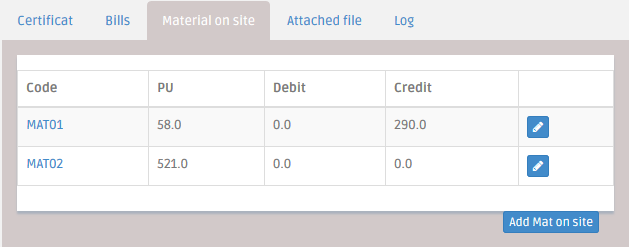 Certificat Bills Material on site Attached file Log
Code PU Debit Credit
MAT01 58.0 0.0 290.0
MAT02 521.0 0.0 0.0
Add Mat on site